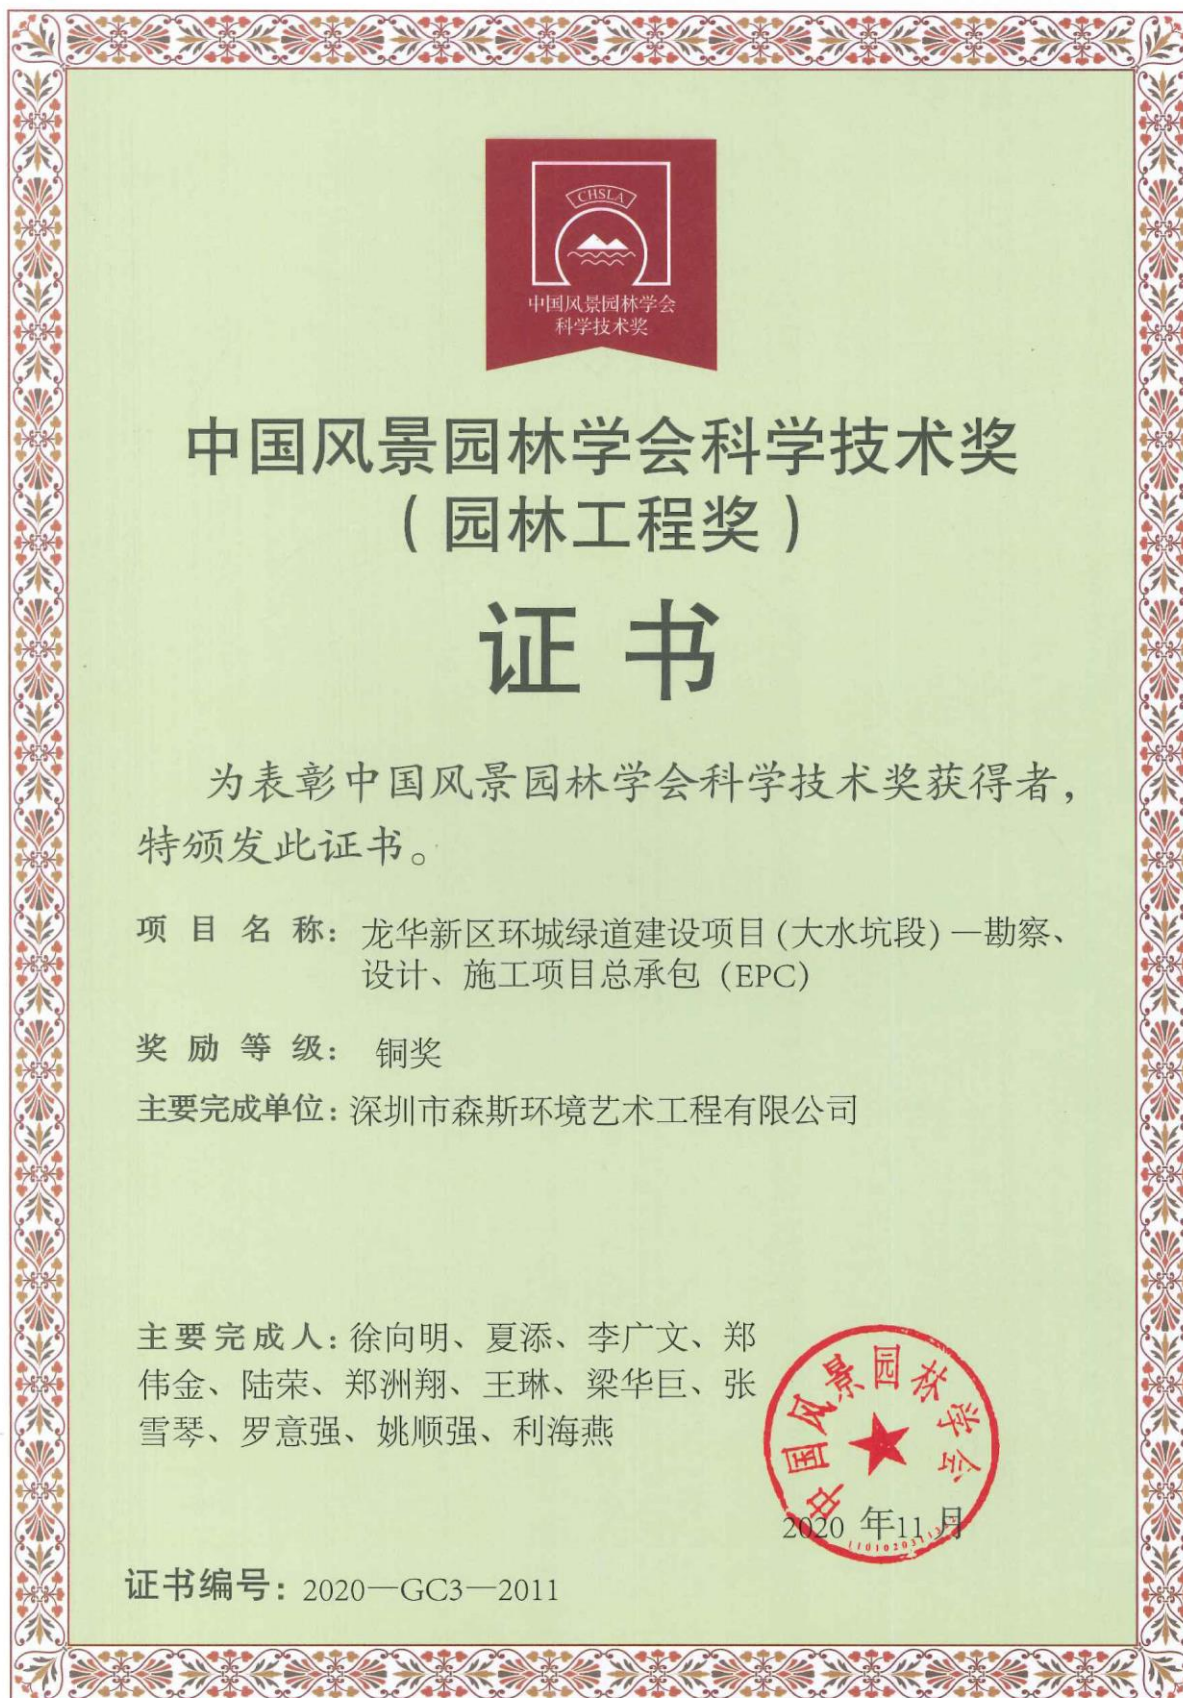 CHSLA
中国风景园林学会
科学技术奖
中国风景园林学会科学技术奖
（园林工程奖）
证书
为表彰中国风景园林学会科学技术奖获得者，
特颁发此证书。
项目名称：龙华新区环城绿道建设项目(大水坑段)—勘察、
设计、施工项目总承包 (EPC)
奖励等级：铜奖
主要完成单位：深圳市森斯环境艺术工程有限公司
主要完成人：徐向明、夏添、李广文、郑
伟金、陆荣、郑洲翔、王琳、梁华巨、张
雪琴、罗意强、姚顺强、利海燕
中国风景园林学会
2020 年11 月
证书编号：2020—GC3—2011